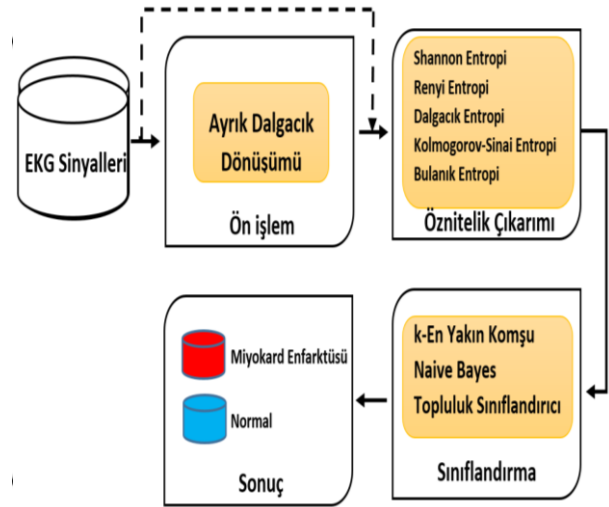 EKG Sinyalleri
Ayrık Dalgacık
Dönüşümü
Ön işlem
Shannon Entropi
Renyi Entropi
Dalgacık Entropi
Kolmogorov-Sinai Entropi
Bulanık Entropi
Öznitelik Çıkarımı
k-En Yakın Komşu
Naive Bayes
Topluluk Sınıflandırıcı
Sınıflandırma
Miyokard Enfarktüsü
Normal
Sonuç